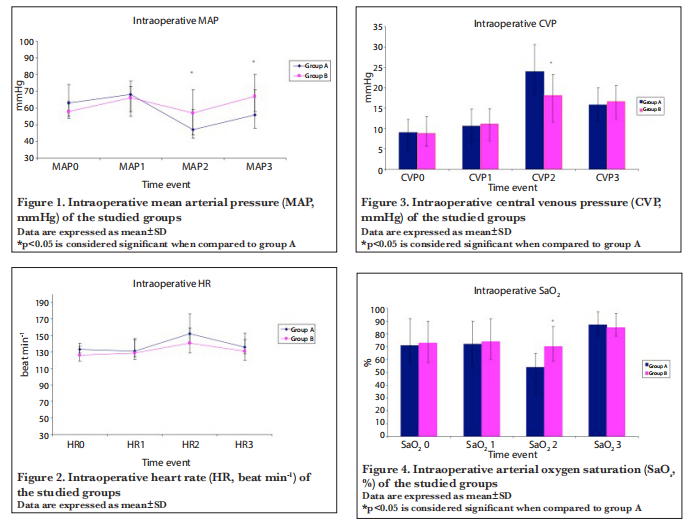 Intraoperative MAP
100
90
80
70
60
50
40
30
mmHg
*
*
Group A
Group B
MAP0 MAP1 MAP2 MAP3
Time event
Figure 1. Intraoperative mean arterial pressure (MAP,
mmHg) of the studied groups
Data are expressed as mean±SD
*p<0.05 is considered significant when compared to group A
Intraoperative CVP
35
30
25
20
15
10
5
0
mmHg
*
Group A
Group B
CVP0 CVP1 CVP2 CVP3
Time event
Figure 3. Intraoperative central venous pressure (CVP,
mmHg) of the studied groups
Data are expressed as mean±SD
*p<0.05 is considered significant when compared to group A
Intraoperative HR
190
170
150
130
110
90
70
50
30
beat min-1
Group A
Group B
HR0 HR1 HR2 HR3
Time event
Figure 2. Intraoperative heart rate (HR, beat min-1) of
the studied groups
Data are expressed as mean±SD
Intraoperative SaO2
100
90
80
70
60
50
40
30
20
10
0
%
*
Group A
Group B
SaO2 0 SaO2 1 SaO2 2 SaO2 3
Time event
Figure 4. Intraoperative arterial oxygen saturation (SaO2,
%) of the studied groups
Data are expressed as mean±SD
*p<0.05 is considered significant when compared to group A